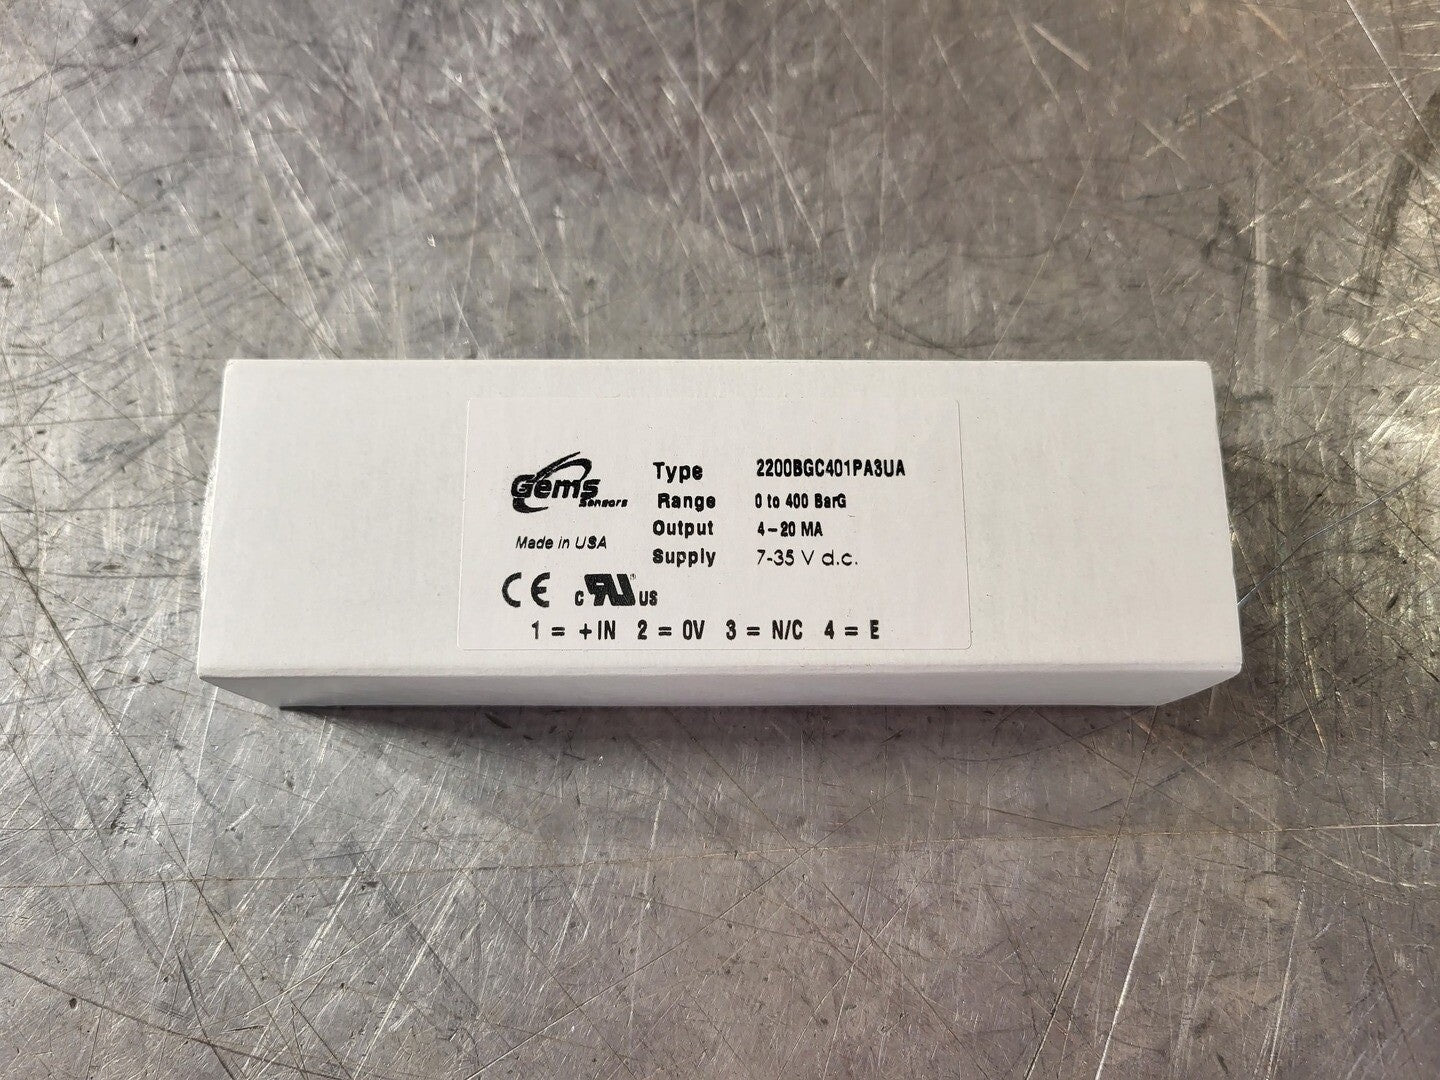 Gems
Sensors
Made in USA
Type 2200BGC401PA3UA
Range 0 to 400 BarG
Output 4-20 MA
Supply 7-35 V d.c.
CE c RU US
1 = +IN 2 = 0V 3 = N/C 4 = E